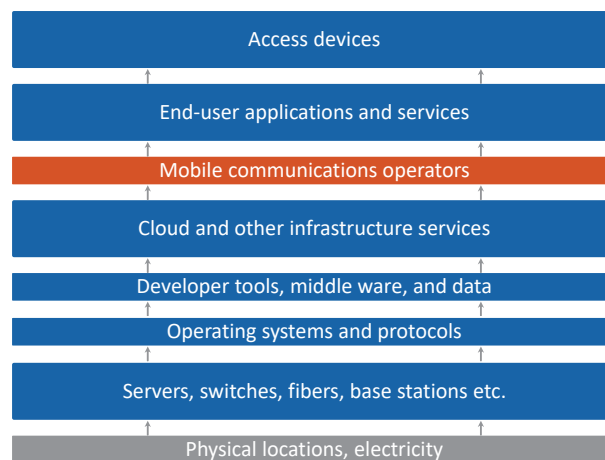 Access devices
End-user applications and services
Mobile communications operators
Cloud and other infrastructure services
Developer tools, middle ware, and data
Operating systems and protocols
Servers, switches, fibers, base stations etc.
Physical locations, electricity